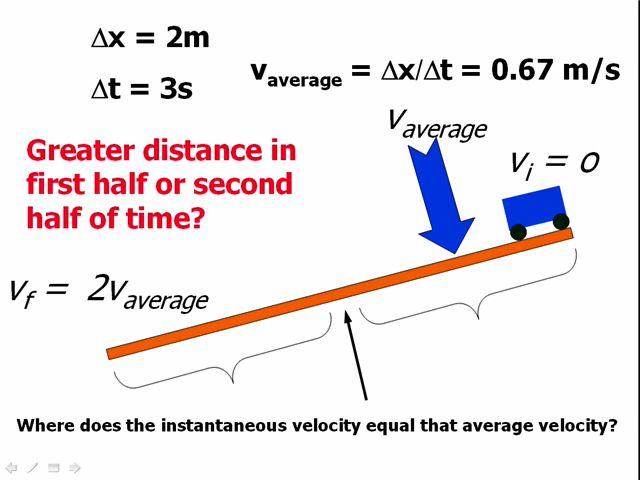 Δx = 2m
Δt = 3s
vaverage = Δx/Δt = 0.67 m/s
Greater distance in
first half or second
half of time?
vaverage
vi = o
vf = 2vaverage
Where does the instantaneous velocity equal that average velocity?